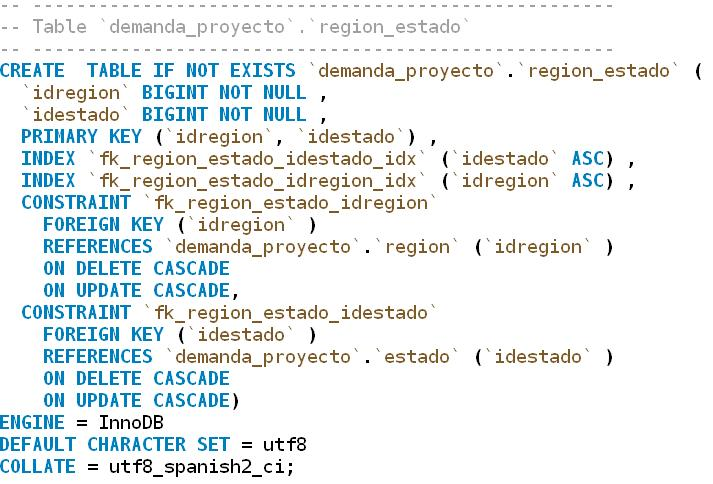 -- -----------------------------------------------------
-- Table `demanda_proyecto`.`region_estado`
-- -----------------------------------------------------
CREATE  TABLE IF NOT EXISTS `demanda_proyecto`.`region_estado` (
  `idregion` BIGINT NOT NULL ,
  `idestado` BIGINT NOT NULL ,
  PRIMARY KEY (`idregion`, `idestado`) ,
  INDEX `fk_region_estado_idestado_idx` (`idestado` ASC) ,
  INDEX `fk_region_estado_idregion_idx` (`idregion` ASC) ,
  CONSTRAINT `fk_region_estado_idregion`
    FOREIGN KEY (`idregion` )
    REFERENCES `demanda_proyecto`.`region` (`idregion` )
    ON DELETE CASCADE
    ON UPDATE CASCADE,
  CONSTRAINT `fk_region_estado_idestado`
    FOREIGN KEY (`idestado` )
    REFERENCES `demanda_proyecto`.`estado` (`idestado` )
    ON DELETE CASCADE
    ON UPDATE CASCADE)
ENGINE = InnoDB
DEFAULT CHARACTER SET = utf8
COLLATE = utf8_spanish2_ci;